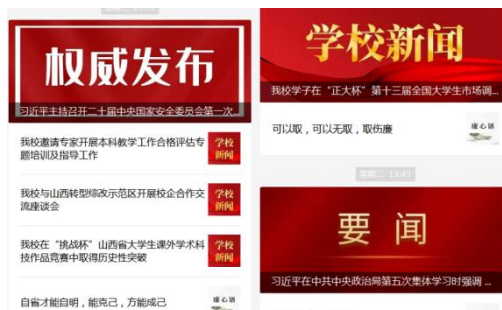 权威发布
习近平主持召开二十届中央国家安全委员会第一次...
我校邀请专家开展本科教学工作合格评估专
题培训及指导工作
学校
新闻
我校与山西转型综改示范区开展校企合作交
流座谈会
学校
新闻
我校在“挑战杯”山西省大学生课外学术科
技作品竞赛中取得历史性突破
学校
新闻
自省才能自明，能克己，方能成己
廉心语
学校新闻
我校学子在“正大杯”第十三届全国大学生市场调...
可以取，可以无取，取伤廉
廉心语
星期二 19:45
要闻
习近平在中共中央政治局第五次集体学习时强调 ...